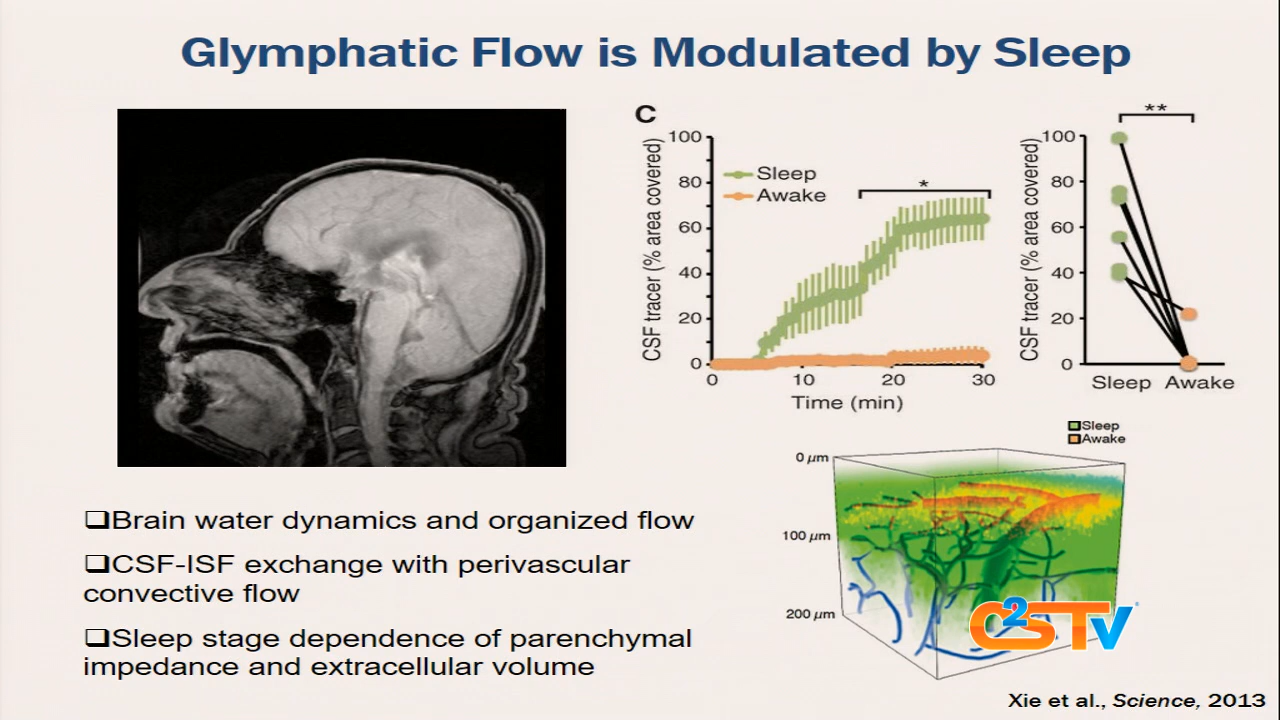 Glymphatic Flow is Modulated by Sleep
C
CSF tracer (% area covered)
100
80
60
40
20
0
Sleep
Awake
*
0
10
20
30
Time (min)
CSF tracer (% area covered)
100
80
60
40
20
0
**
Sleep
Awake
Sleep
Awake
0 µm
100 µm
200 µm
❑Brain water dynamics and organized flow
❑CSF-ISF exchange with perivascular
convective flow
❑Sleep stage dependence of parenchymal
impedance and extracellular volume
C2STv
Xie et al., Science, 2013